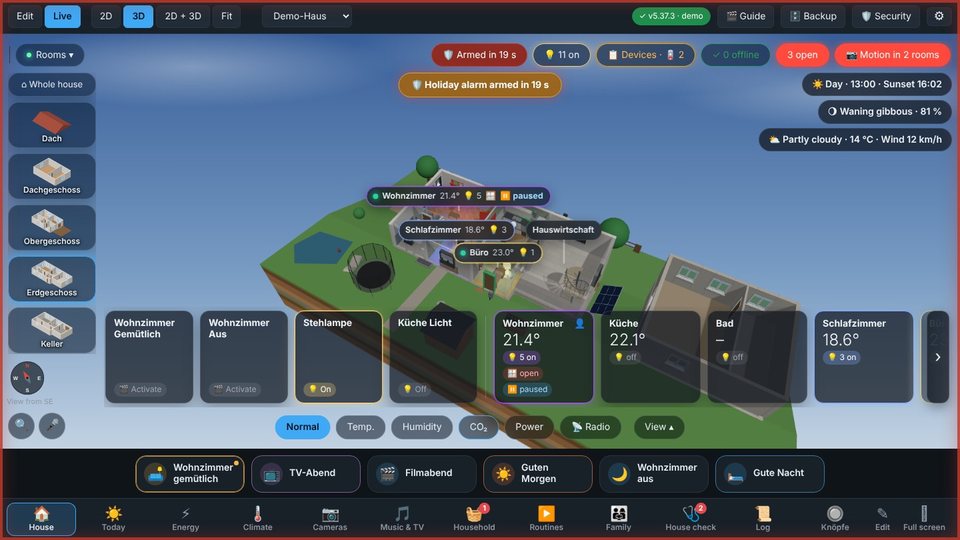 Edit Live 2D 3D 2D + 3D Fit Demo-Haus ✓ v5.37.3 · demo Guide Backup Security
Rooms ▾ Armed in 19 s 11 on Devices · 2 ✓ 0 offline 3 open Motion in 2 rooms
⌂ Whole house Holiday alarm armed in 19 s Day · 13:00 · Sunset 16:02
Waning gibbous · 81 %
Partly cloudy · 14 °C · Wind 12 km/h
Dach
Dachgeschoss
Obergeschoss
Erdgeschoss
Keller
Wohnzimmer 21.4° 5 paused
Schlafzimmer 18.6° 3 Hauswirtschaft
Büro 23.0° 1
Wohnzimmer
Gemütlich
Activate
Wohnzimmer
Aus
Activate
Stehlampe
On
Küche Licht
Off
Wohnzimmer
21.4°
5 on
open
paused
Küche
22.1°
off
Bad
–
off
Schlafzimmer
18.6°
3 on
›
N
W E
S
View from SE
Normal Temp. Humidity CO₂ Power Radio View ▴
Wohnzimmer
gemütlich
TV-Abend
Filmabend
Guten
Morgen
Wohnzimmer
aus
Gute Nacht
House Today Energy Climate Cameras Music & TV Household 1 Routines Family House check 2 Log Knöpfe Edit Full screen